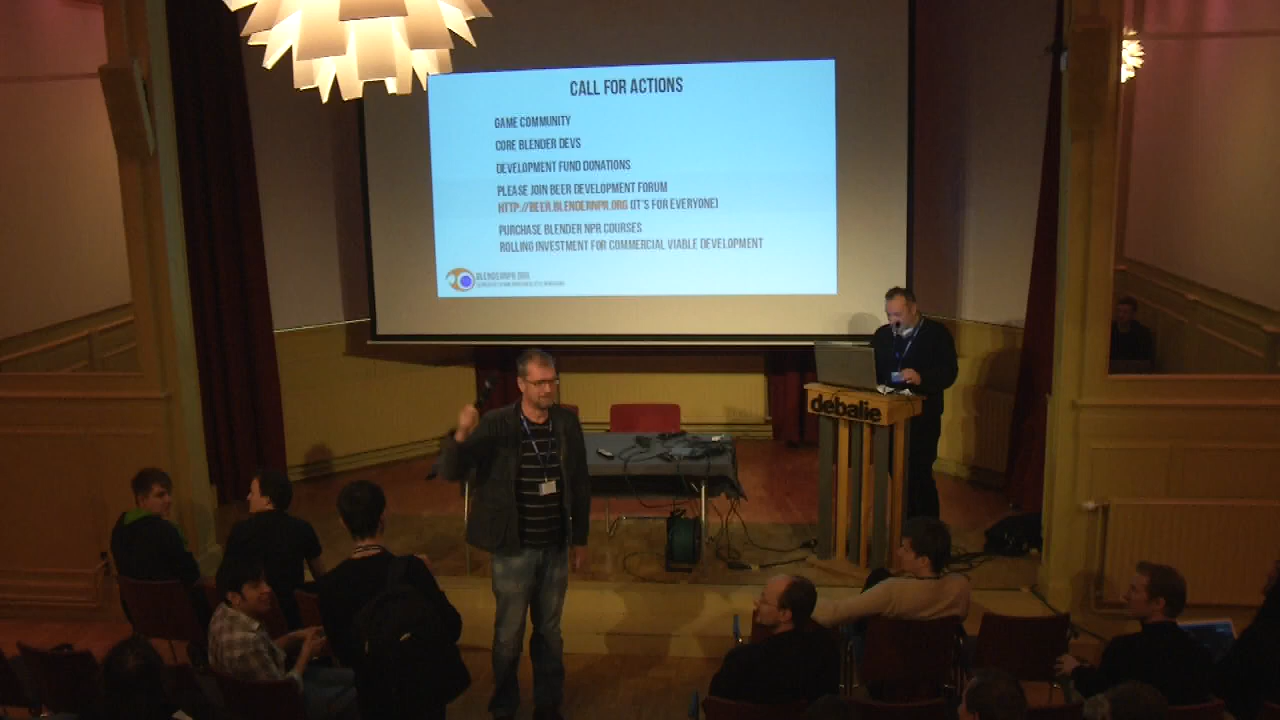 CALL FOR ACTIONS
GAME COMMUNITY
CORE BLENDER DEVS
DEVELOPMENT FUND DONATIONS
PLEASE JOIN BEER DEVELOPMENT FORUM
HTTP://BEER.BLENDERNPR.ORG (IT'S FOR EVERYONE)
PURCHASE BLENDER NPR COURSES
ROLLING INVESTMENT FOR COMMERCIAL VIABLE DEVELOPMENT
BLENDERNPR.ORG
debalie